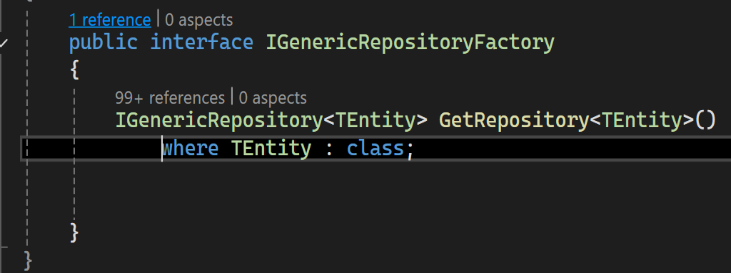 1 reference | 0 aspects
public interface IGenericRepositoryFactory
{
99+ references | 0 aspects
IGenericRepository<TEntity> GetRepository<TEntity>()
where TEntity : class;
}
}